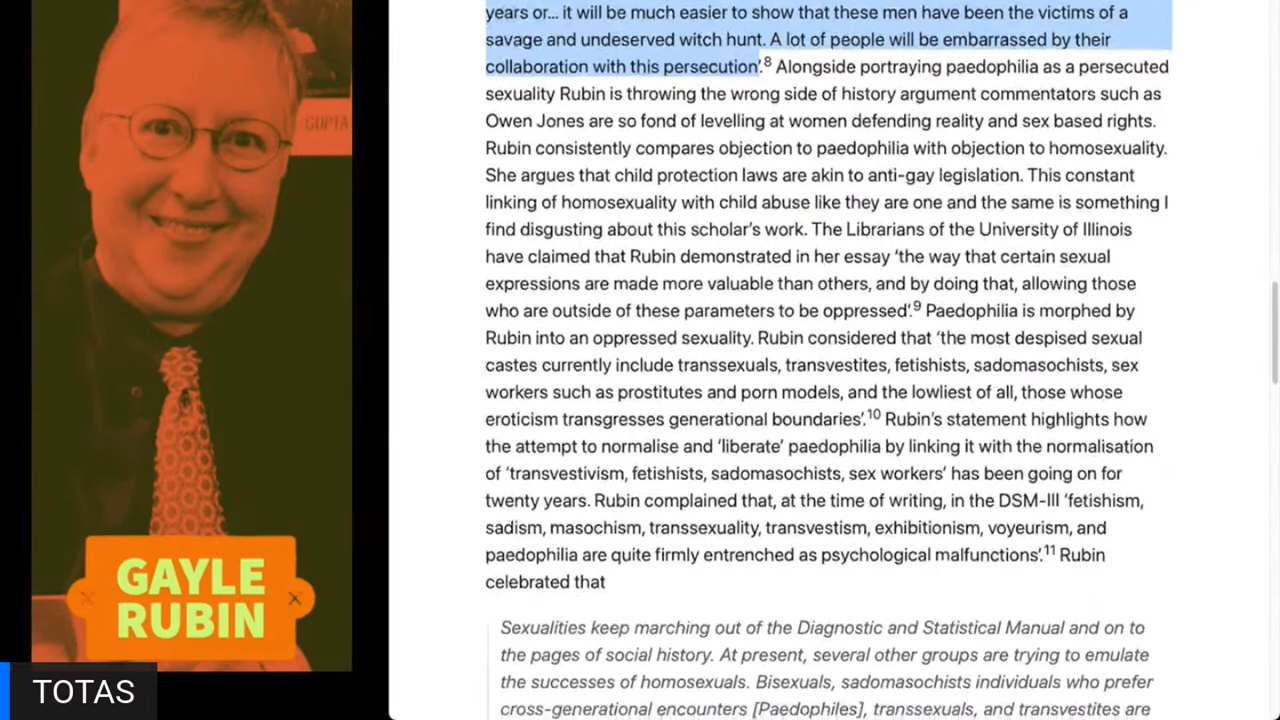 GUPTA
GAYLE
RUBIN
TOTAS
years or... it will be much easier to show that these men have been the victims of a
savage and undeserved witch hunt. A lot of people will be embarrassed by their
collaboration with this persecution’.8 Alongside portraying paedophilia as a persecuted
sexuality Rubin is throwing the wrong side of history argument commentators such as
Owen Jones are so fond of levelling at women defending reality and sex based rights.
Rubin consistently compares objection to paedophilia with objection to homosexuality.
She argues that child protection laws are akin to anti-gay legislation. This constant
linking of homosexuality with child abuse like they are one and the same is something I
find disgusting about this scholar’s work. The Librarians of the University of Illinois
have claimed that Rubin demonstrated in her essay ‘the way that certain sexual
expressions are made more valuable than others, and by doing that, allowing those
who are outside of these parameters to be oppressed’.9 Paedophilia is morphed by
Rubin into an oppressed sexuality. Rubin considered that ‘the most despised sexual
castes currently include transsexuals, transvestites, fetishists, sadomasochists, sex
workers such as prostitutes and porn models, and the lowliest of all, those whose
eroticism transgresses generational boundaries’.10 Rubin’s statement highlights how
the attempt to normalise and ‘liberate’ paedophilia by linking it with the normalisation
of ‘transvestivism, fetishists, sadomasochists, sex workers’ has been going on for
twenty years. Rubin complained that, at the time of writing, in the DSM-III ‘fetishism,
sadism, masochism, transsexuality, transvestism, exhibitionism, voyeurism, and
paedophilia are quite firmly entrenched as psychological malfunctions’.11 Rubin
celebrated that
Sexualities keep marching out of the Diagnostic and Statistical Manual and on to
the pages of social history. At present, several other groups are trying to emulate
the successes of homosexuals. Bisexuals, sadomasochists individuals who prefer
cross-generational encounters [Paedophiles], transsexuals, and transvestites are